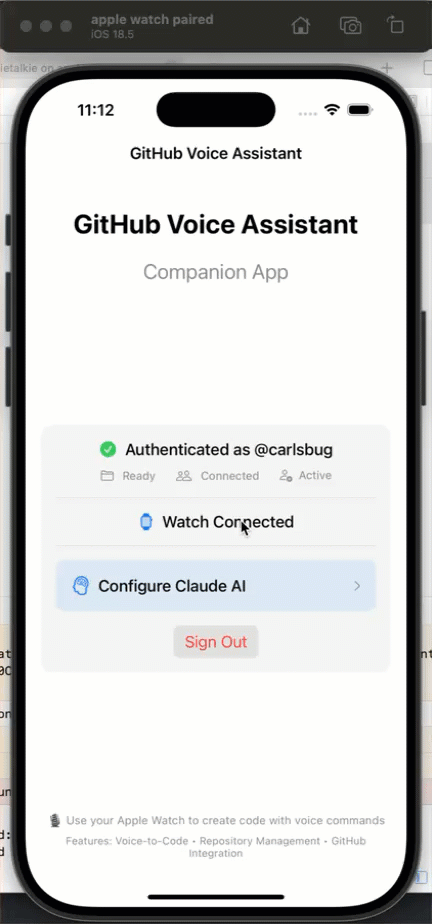 apple watch paired
iOS 18.5
11:12
GitHub Voice Assistant
GitHub Voice Assistant
Companion App
Authenticated as @carlsbug
Ready Connected Active
Watch Connected
Configure Claude AI
Sign Out
Use your Apple Watch to create code with voice commands
Features: Voice-to-Code • Repository Management • GitHub
Integration